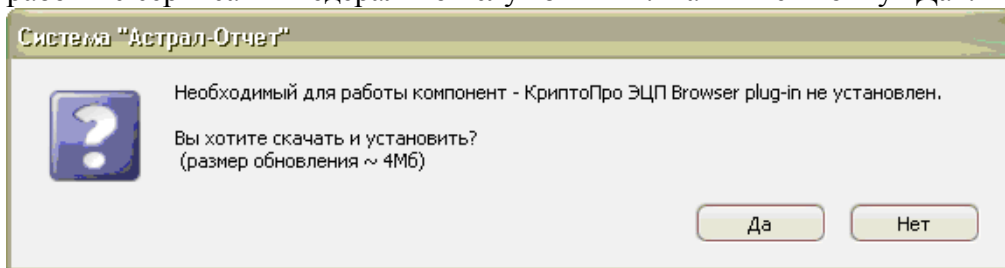 Система "Астрал-Отчет"
Необходимый для работы компонент - КриптоПро ЭЦП Browser plug-in не установлен.
Вы хотите скачать и установить?
(размер обновления ~ 4Мб)
Да Нет